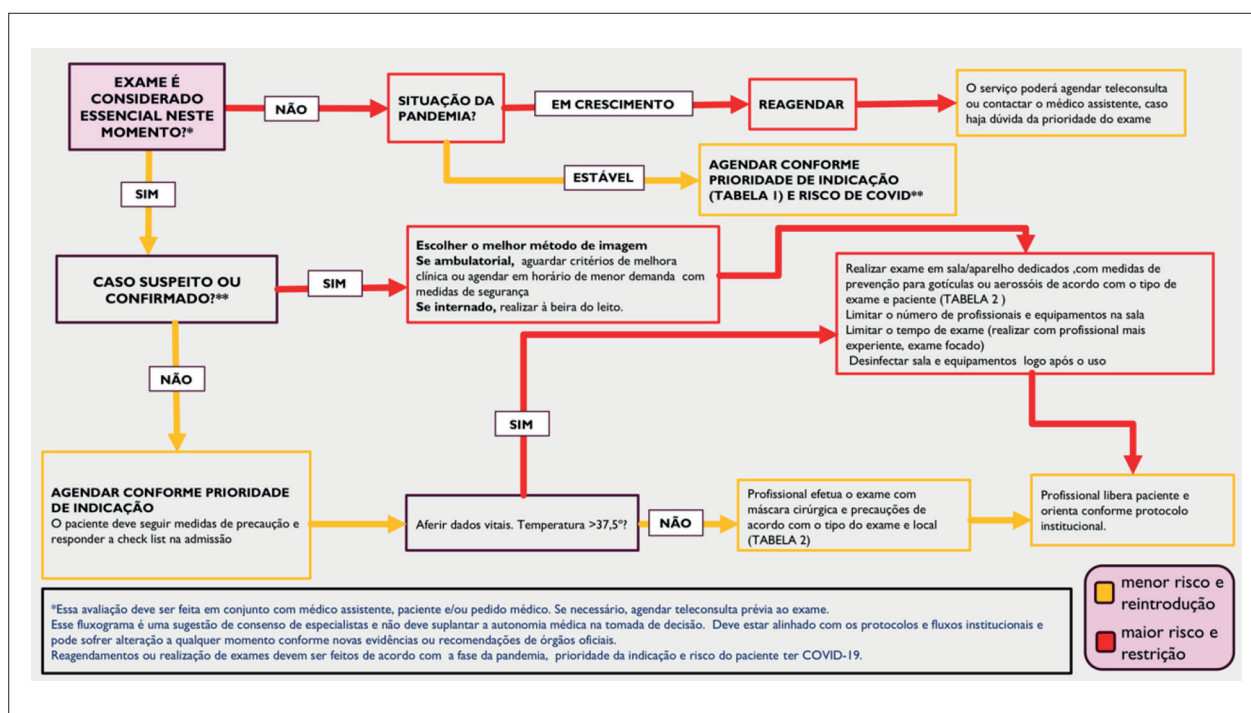 EXAME É
CONSIDERADO
ESSENCIAL NESTE
MOMENTO?*
NÃO
SITUAÇÃO DA
PANDEMIA?
EM CRESCIMENTO
REAGENDAR
O serviço poderá agendar teleconsulta
ou contactar o médico assistente, caso
haja dúvida da prioridade do exame
ESTÁVEL
AGENDAR CONFORME
PRIORIDADE DE INDICAÇÃO
(TABELA 1) E RISCO DE COVID**
SIM
CASO SUSPEITO OU
CONFIRMADO?**
SIM
Escolher o melhor método de imagem
Se ambulatorial, aguardar critérios de melhora
clínica ou agendar em horário de menor demanda com
medidas de segurança
Se internado, realizar à beira do leito.
Realizar exame em sala/aparelho dedicados ,com medidas de
prevenção para gotículas ou aerossóis de acordo com o tipo de
exame e paciente (TABELA 2 )
Limitar o número de profissionais e equipamentos na sala
Limitar o tempo de exame (realizar com profissional mais
experiente, exame focado)
Desinfectar sala e equipamentos logo após o uso
NÃO
SIM
AGENDAR CONFORME PRIORIDADE
DE INDICAÇÃO
O paciente deve seguir medidas de precaução e
responder a check list na admissão
Aferir dados vitais. Temperatura >37,5º?
NÃO
Profissional efetua o exame com
máscara cirúrgica e precauções de
acordo com o tipo do exame e local
(TABELA 2)
Profissional libera paciente e
orienta conforme protocolo
institucional.
*Essa avaliação deve ser feita em conjunto com médico assistente, paciente e/ou pedido médico. Se necessário, agendar teleconsulta prévia ao exame.
Esse fluxograma é uma sugestão de consenso de especialistas e não deve suplantar a autonomia médica na tomada de decisão. Deve estar alinhado com os protocolos e fluxos institucionais e
pode sofrer alteração a qualquer momento conforme novas evidências ou recomendações de órgãos oficiais.
Reagendamentos ou realização de exames devem ser feitos de acordo com a fase da pandemia, prioridade da indicação e risco do paciente ter COVID-19.
menor risco e
reintrodução
maior risco e
restrição